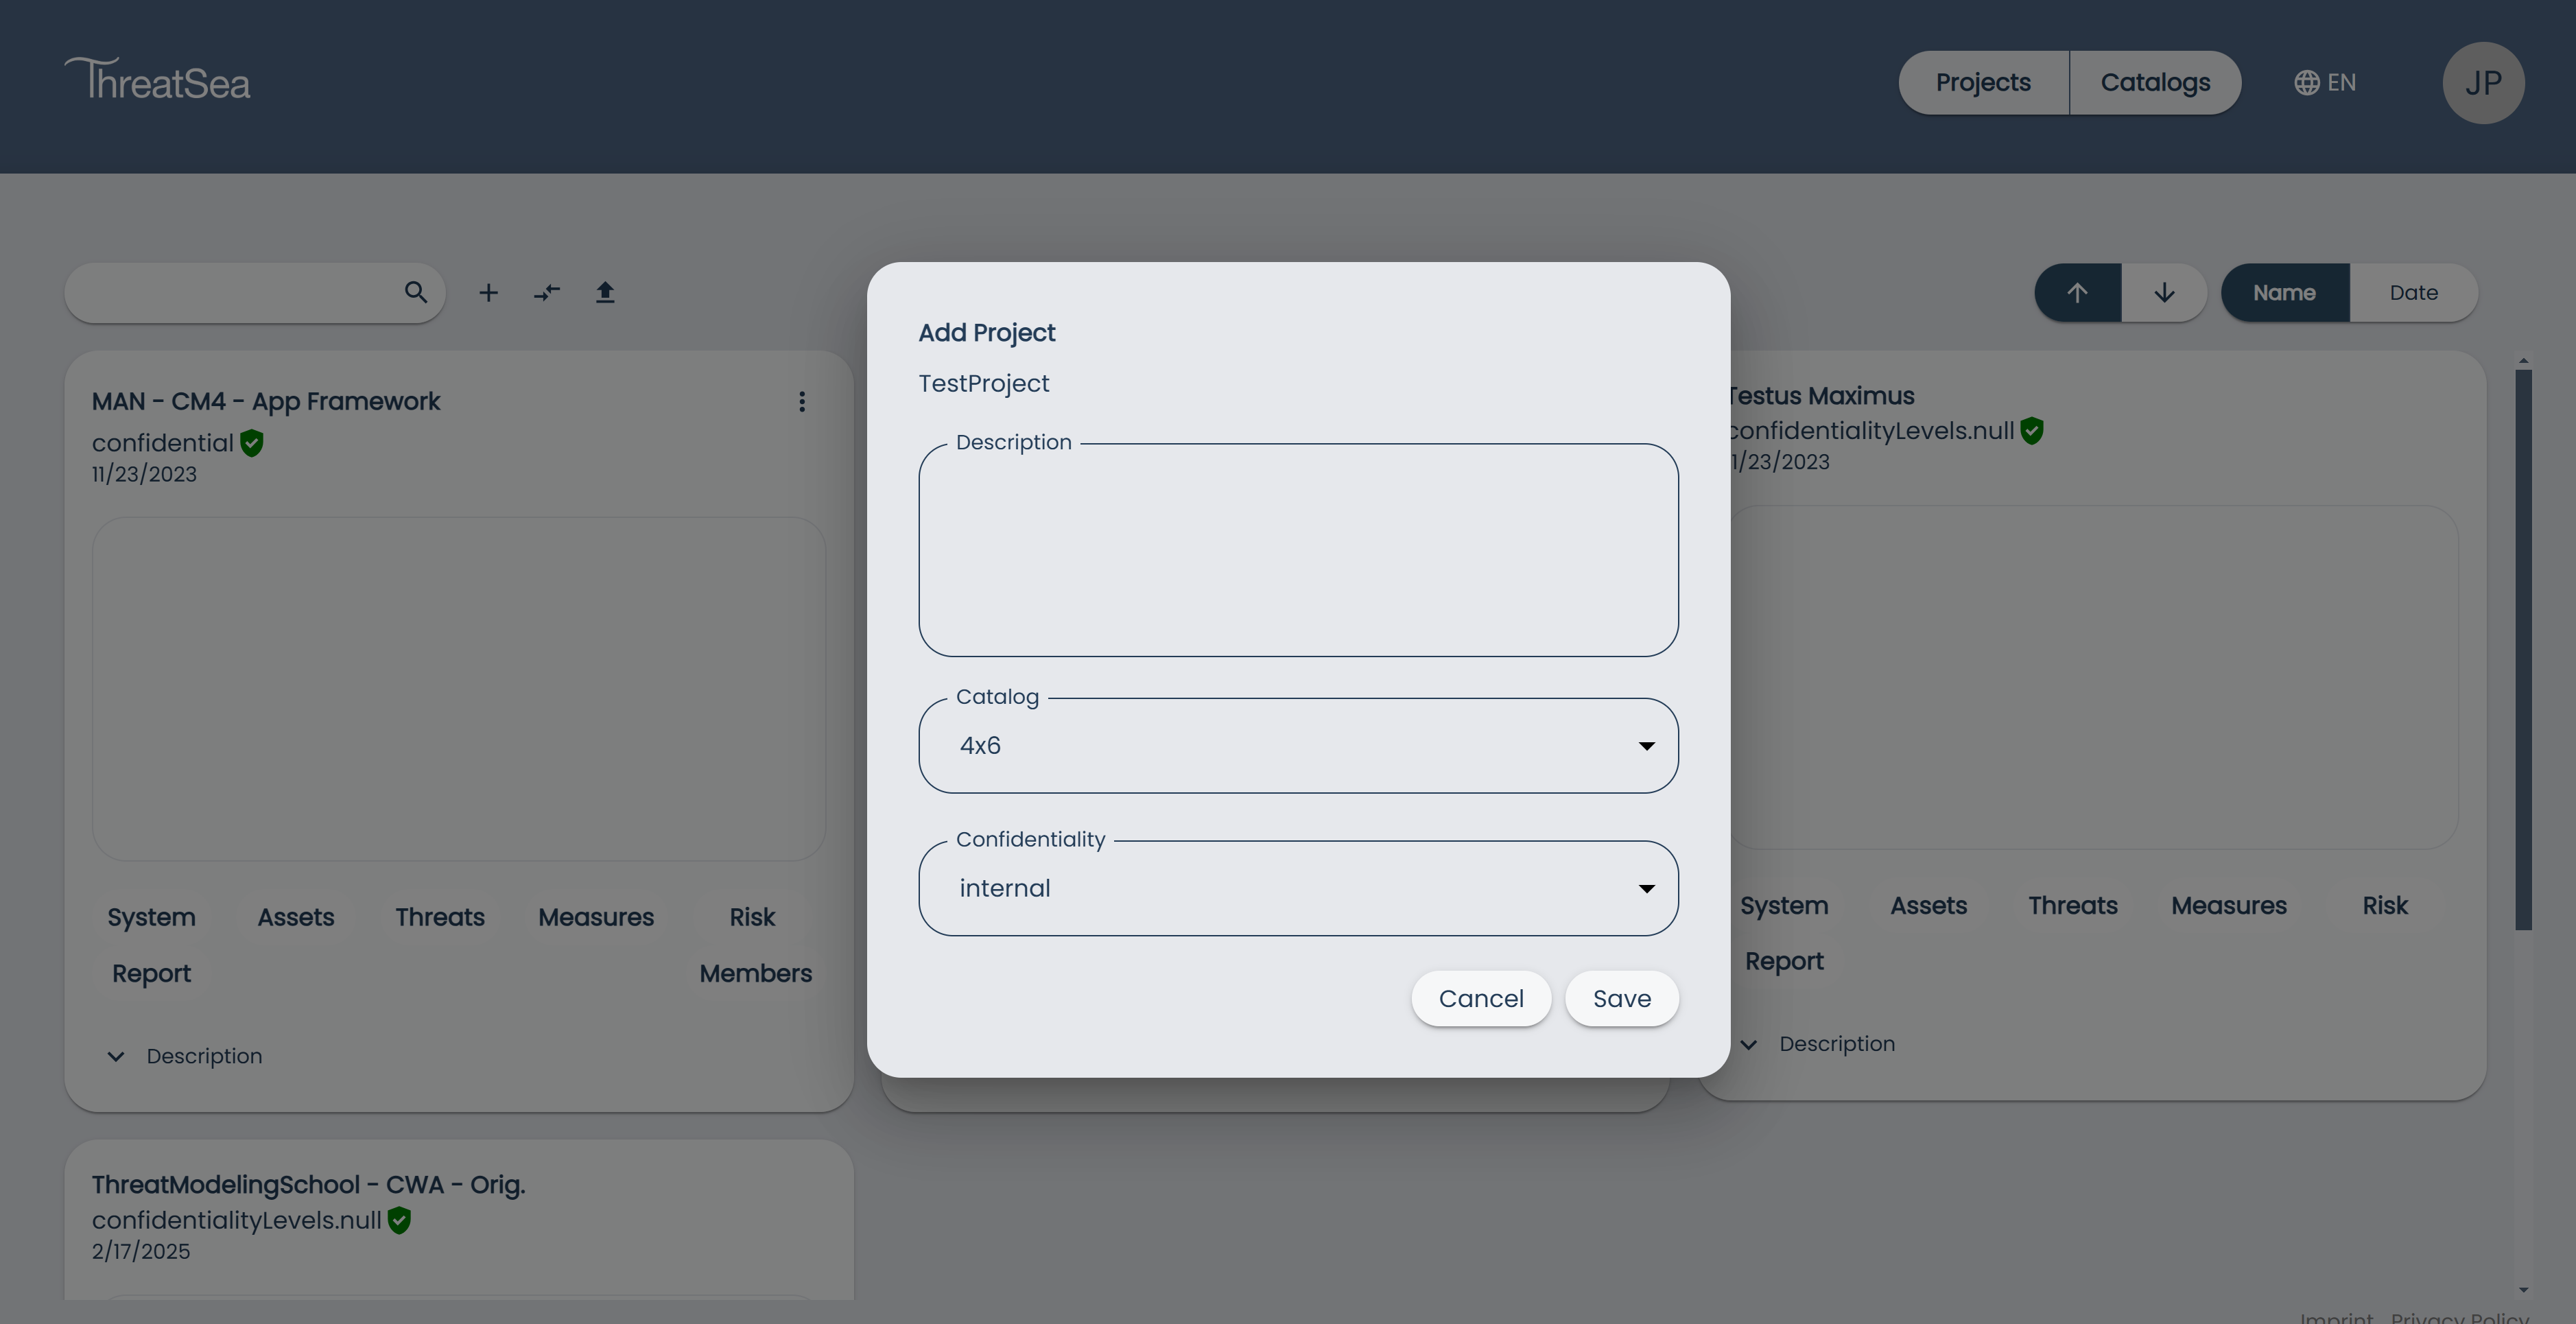 ThreatSea
Projects
Catalogs
EN
JP
Name
Date
MAN - CM4 - App Framework
confidential
11/23/2023
System
Assets
Threats
Measures
Risk
Report
Members
Description
Add Project
TestProject
Description
Catalog
4x6
Confidentiality
internal
Cancel
Save
Testus Maximus
confidentialityLevels.null
1/23/2023
System
Assets
Threats
Measures
Risk
Report
Description
ThreatModelingSchool - CWA - Orig.
confidentialityLevels.null
2/17/2025
Imprint
Privacy Policy